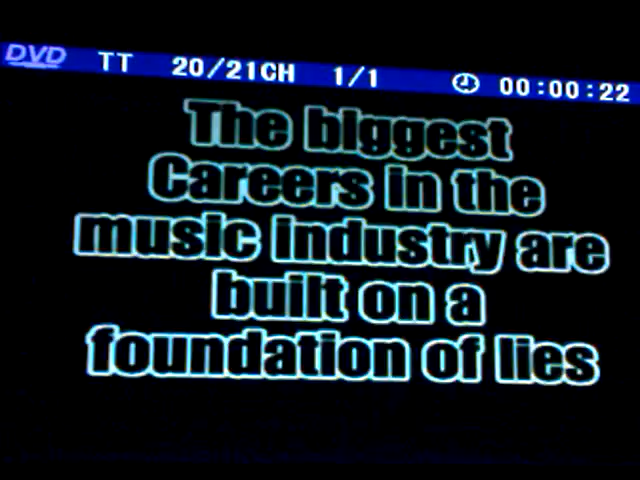 DVD TT 20/21CH 1/1 00:00:22
The biggest
Careers in the
music industry are
built on a
foundation of lies